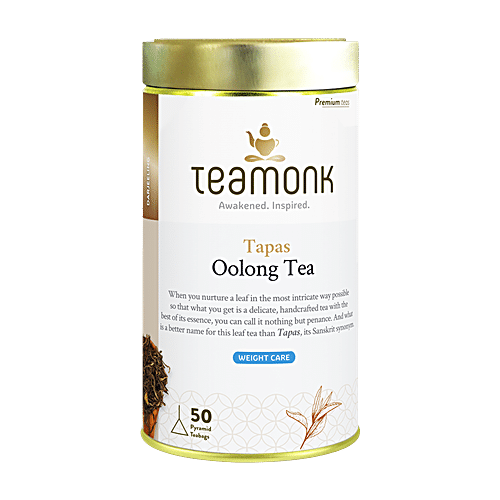 Premium teas
DARJEELING
teamonk
Awakened. Inspired.
Tapas
Oolong Tea
When you nurture a leaf in the most intricate way possible
so that what you get is a delicate, handcrafted tea with the
best of its essence, you can call it nothing but penance. And what
is a better name for this leaf tea than Tapas, its Sanskrit synonym.
WEIGHT CARE
50
Pyramid
Teabags